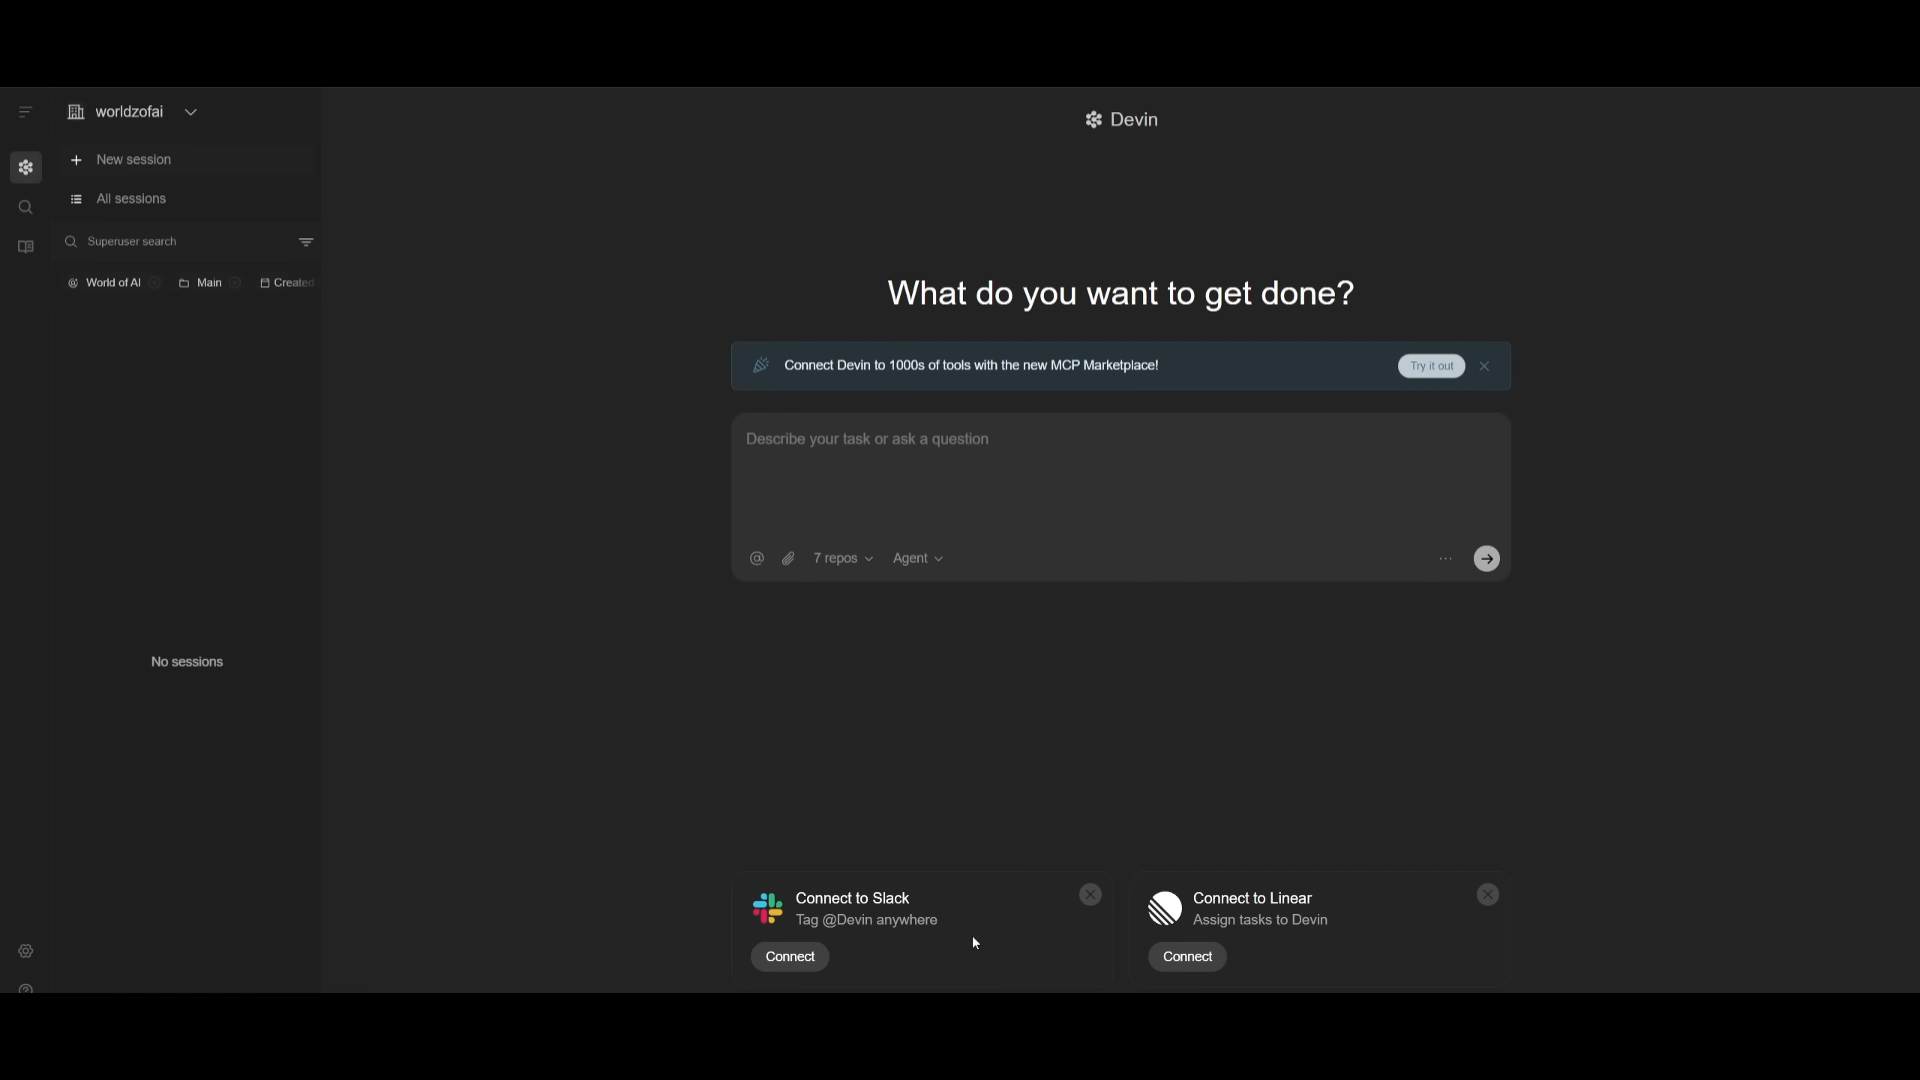 worldzofai
New session
All sessions
Superuser search
World of AI
Main
Created
No sessions
Devin
What do you want to get done?
Connect Devin to 1000s of tools with the new MCP Marketplace!
Try it out
Describe your task or ask a question
7 repos
Agent
Connect to Slack
Tag @Devin anywhere
Connect
Connect to Linear
Assign tasks to Devin
Connect